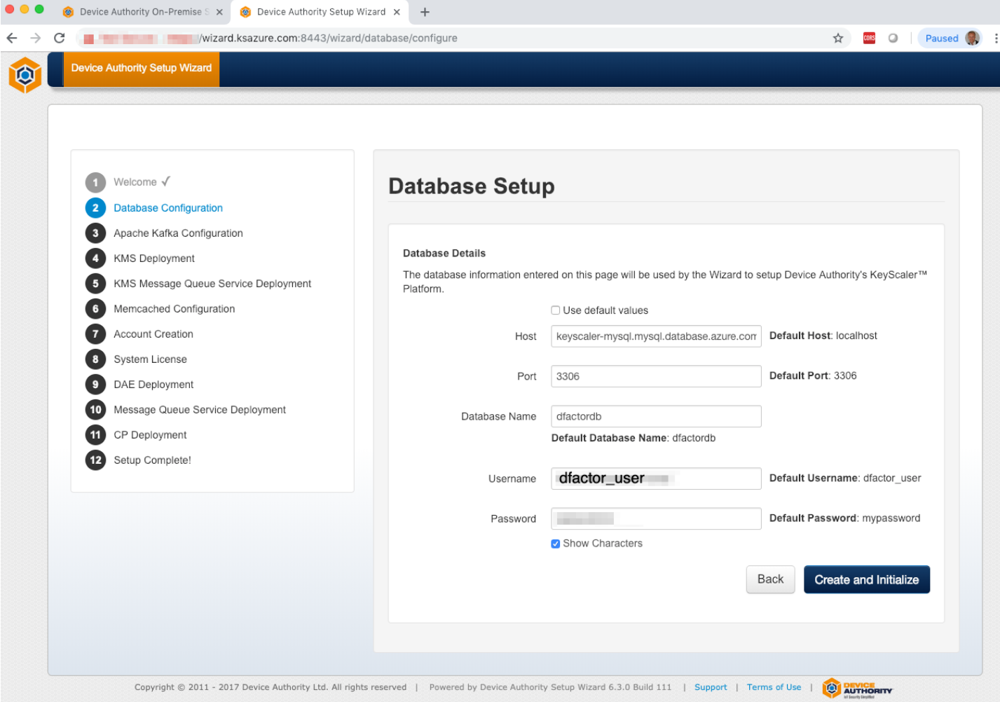 Device Authority On-Premise S
Device Authority Setup Wizard
/wizard.ksazure.com:8443/wizard/database/configure
CORS
Paused
Device Authority Setup Wizard
1 Welcome ✓
2 Database Configuration
3 Apache Kafka Configuration
4 KMS Deployment
5 KMS Message Queue Service Deployment
6 Memcached Configuration
7 Account Creation
8 System License
9 DAE Deployment
10 Message Queue Service Deployment
11 CP Deployment
12 Setup Complete!
Database Setup
Database Details
The database information entered on this page will be used by the Wizard to setup Device Authority's KeyScaler™
Platform.
Use default values
Host keyscaler-mysql.mysql.database.azure.com Default Host: localhost
Port 3306 Default Port: 3306
Database Name dfactordb
Default Database Name: dfactordb
Username dfactor_user Default Username: dfactor_user
Password Default Password: mypassword
Show Characters
Back Create and Initialize
Copyright © 2011 - 2017 Device Authority Ltd. All rights reserved | Powered by Device Authority Setup Wizard 6.3.0 Build 111 | Support | Terms of Use |
DEVICE
AUTHORITY
IoT Security Simplified